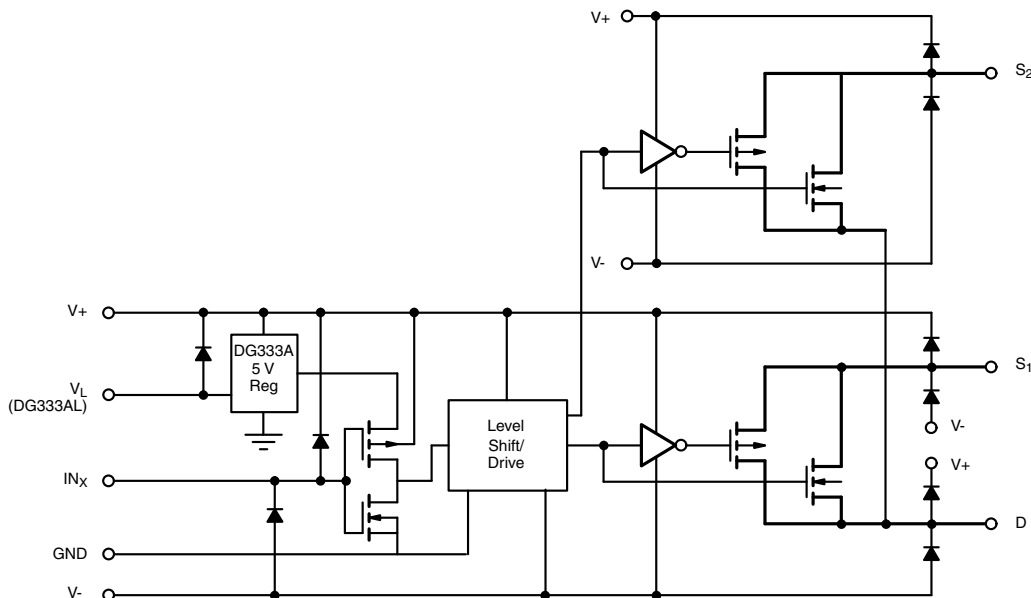 V+
S2
V-
V+
DG333A
5 V
Reg
VL
(DG333AL)
S1
Level
Shift/
Drive
V-
V+
INX
D
GND
V-